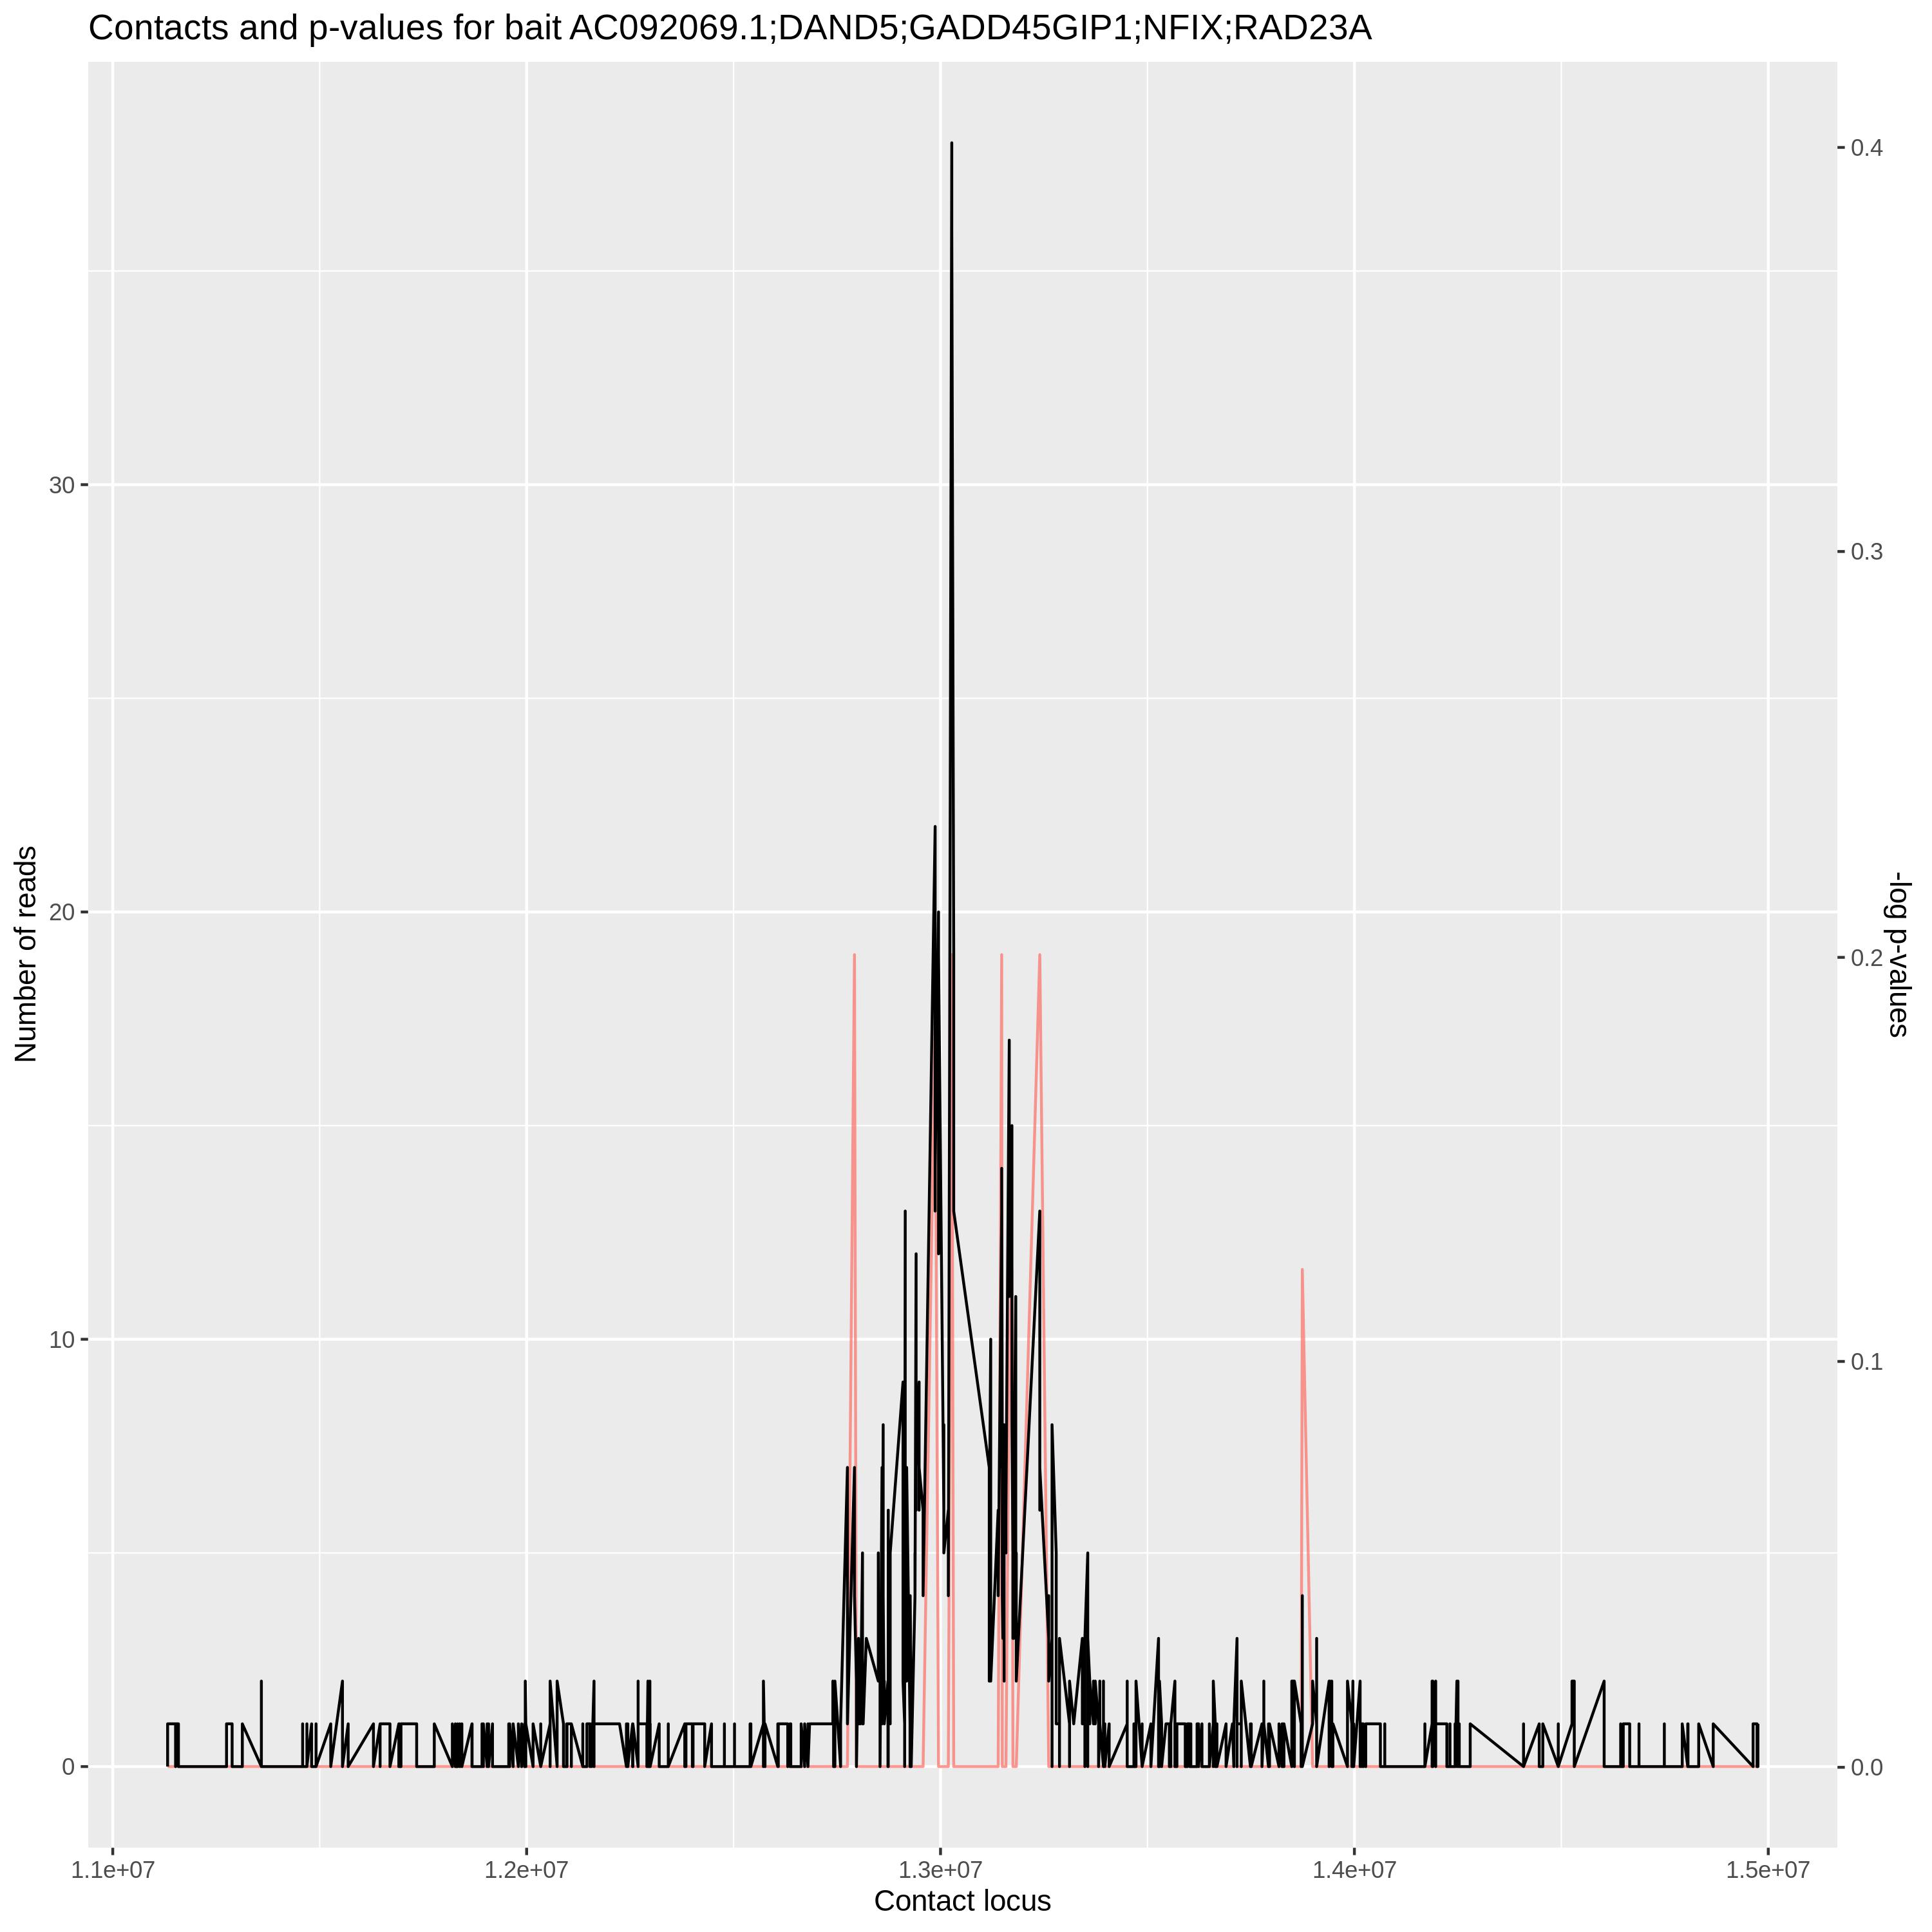 Contacts and p-values for bait AC092069.1;DAND5;GADD45GIP1;NFIX;RAD23A
Number of reads
30
20
10
0
0.4
0.3
0.2
0.1
0.0
-log p-values
1.1e+07 1.2e+07 1.3e+07 1.4e+07 1.5e+07
Contact locus